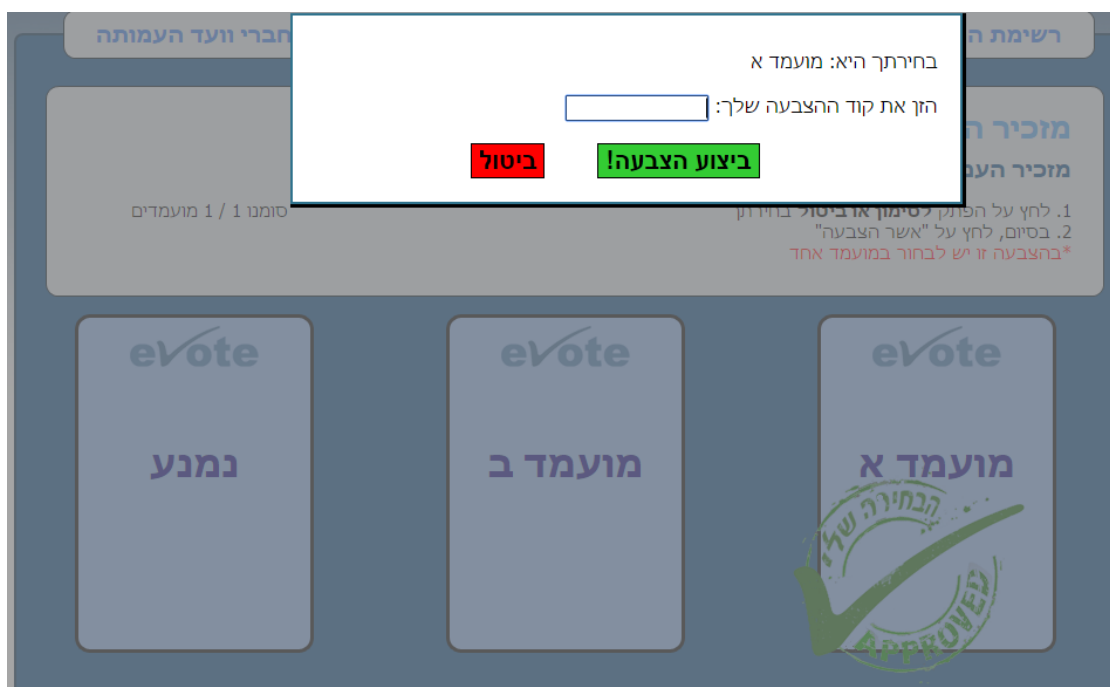 רשימת ה
חברי וועד העמותה
בחירתך היא: מועמד א
הזן את קוד ההצבעה שלך:
ביצוע הצבעה!
ביטול
מזכיר ה
מזכיר העמ
1. לחץ על הפתק לסימון או ביטול בחירתך
סומנו 1 / 1 מועמדים
2. בסיום, לחץ על "אשר הצבעה"
*בהצבעה זו יש לבחור במועמד אחד
evote
evote
evote
מועמד א
מועמד ב
נמנע
הבחירה שלי
APPROVED